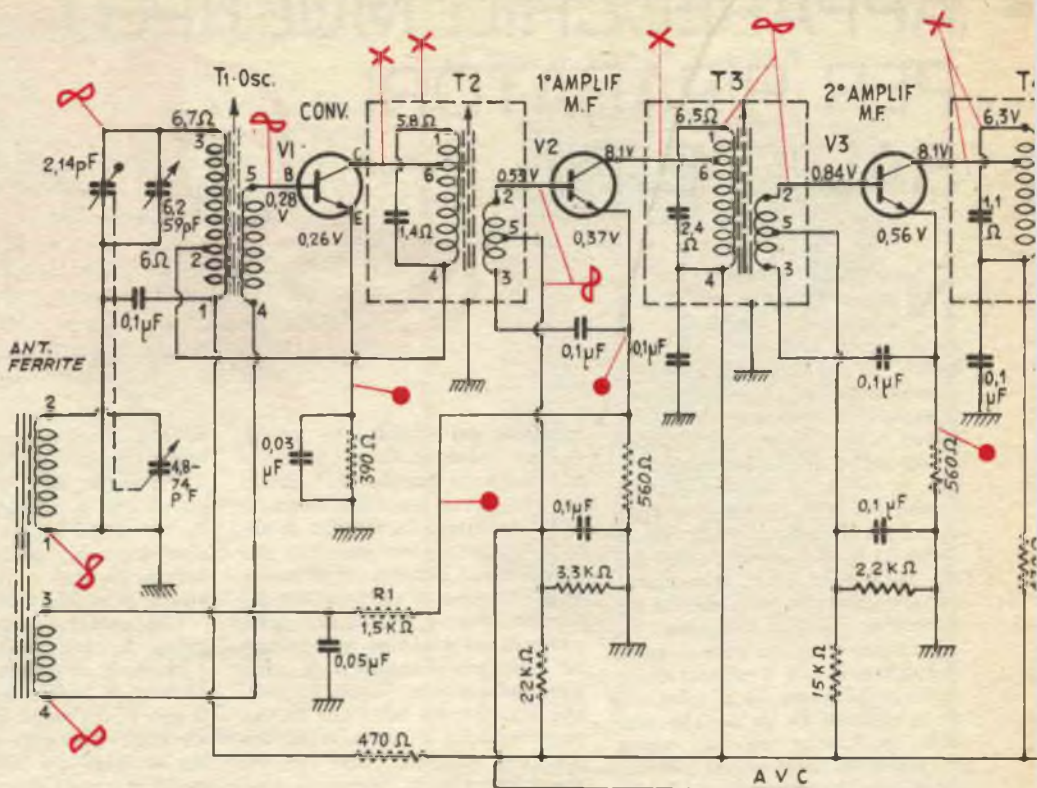 T1·Osc.
CONV.
T2
1° AMPLIF
M.F.
T3
2° AMPLIF
M.F.
6,7Ω
3
2,14pF
6,2
59pF
6Ω
2
1
0,1µF
5
4
V1
B
C
E
0,28
V
0,26V
5,8Ω
1
6
1,4Ω
4
0,53V
2
5
3
V2
8.1V
0,37V
0,1µF
0,1µF
6,5Ω
1
6
2,4
Ω
4
2
5
3
V3
0,84V
8.1V
0,56V
0,1µF
6,3V
1,1
Ω
0,1
µF
ANT.
FERRITE
2
1
3
4
4,8-
74
pF
0,03
µF
390Ω
560Ω
0,1µF
3,3KΩ
22KΩ
R1
1,5KΩ
0,05µF
470Ω
560Ω
0,1µF
2,2KΩ
15KΩ
A V C